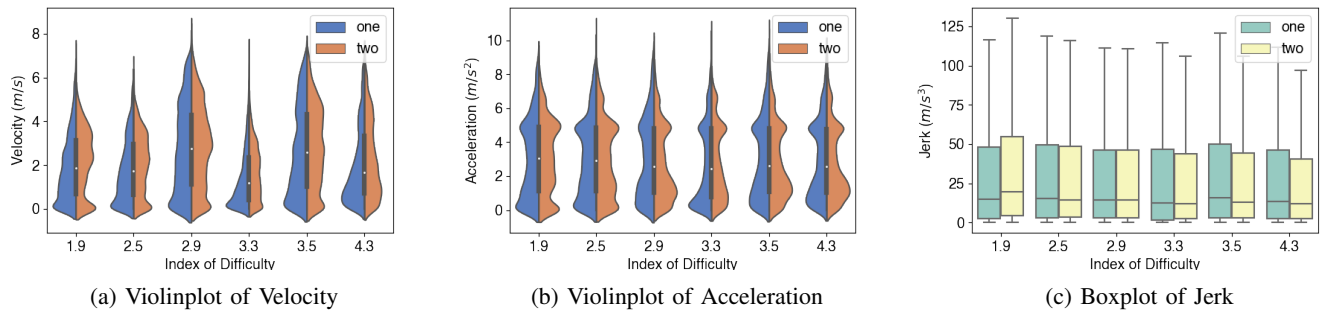 8
6
4
2
0
Velocity (m/s)
one
two
1.9 2.5 2.9 3.3 3.5 4.3
Index of Difficulty
(a) Violinplot of Velocity
10
8
6
4
2
0
Acceleration (m/s²)
one
two
1.9 2.5 2.9 3.3 3.5 4.3
Index of Difficulty
(b) Violinplot of Acceleration
125
100
75
50
25
0
Jerk (m/s³)
one
two
1.9 2.5 2.9 3.3 3.5 4.3
Index of Difficulty
(c) Boxplot of Jerk